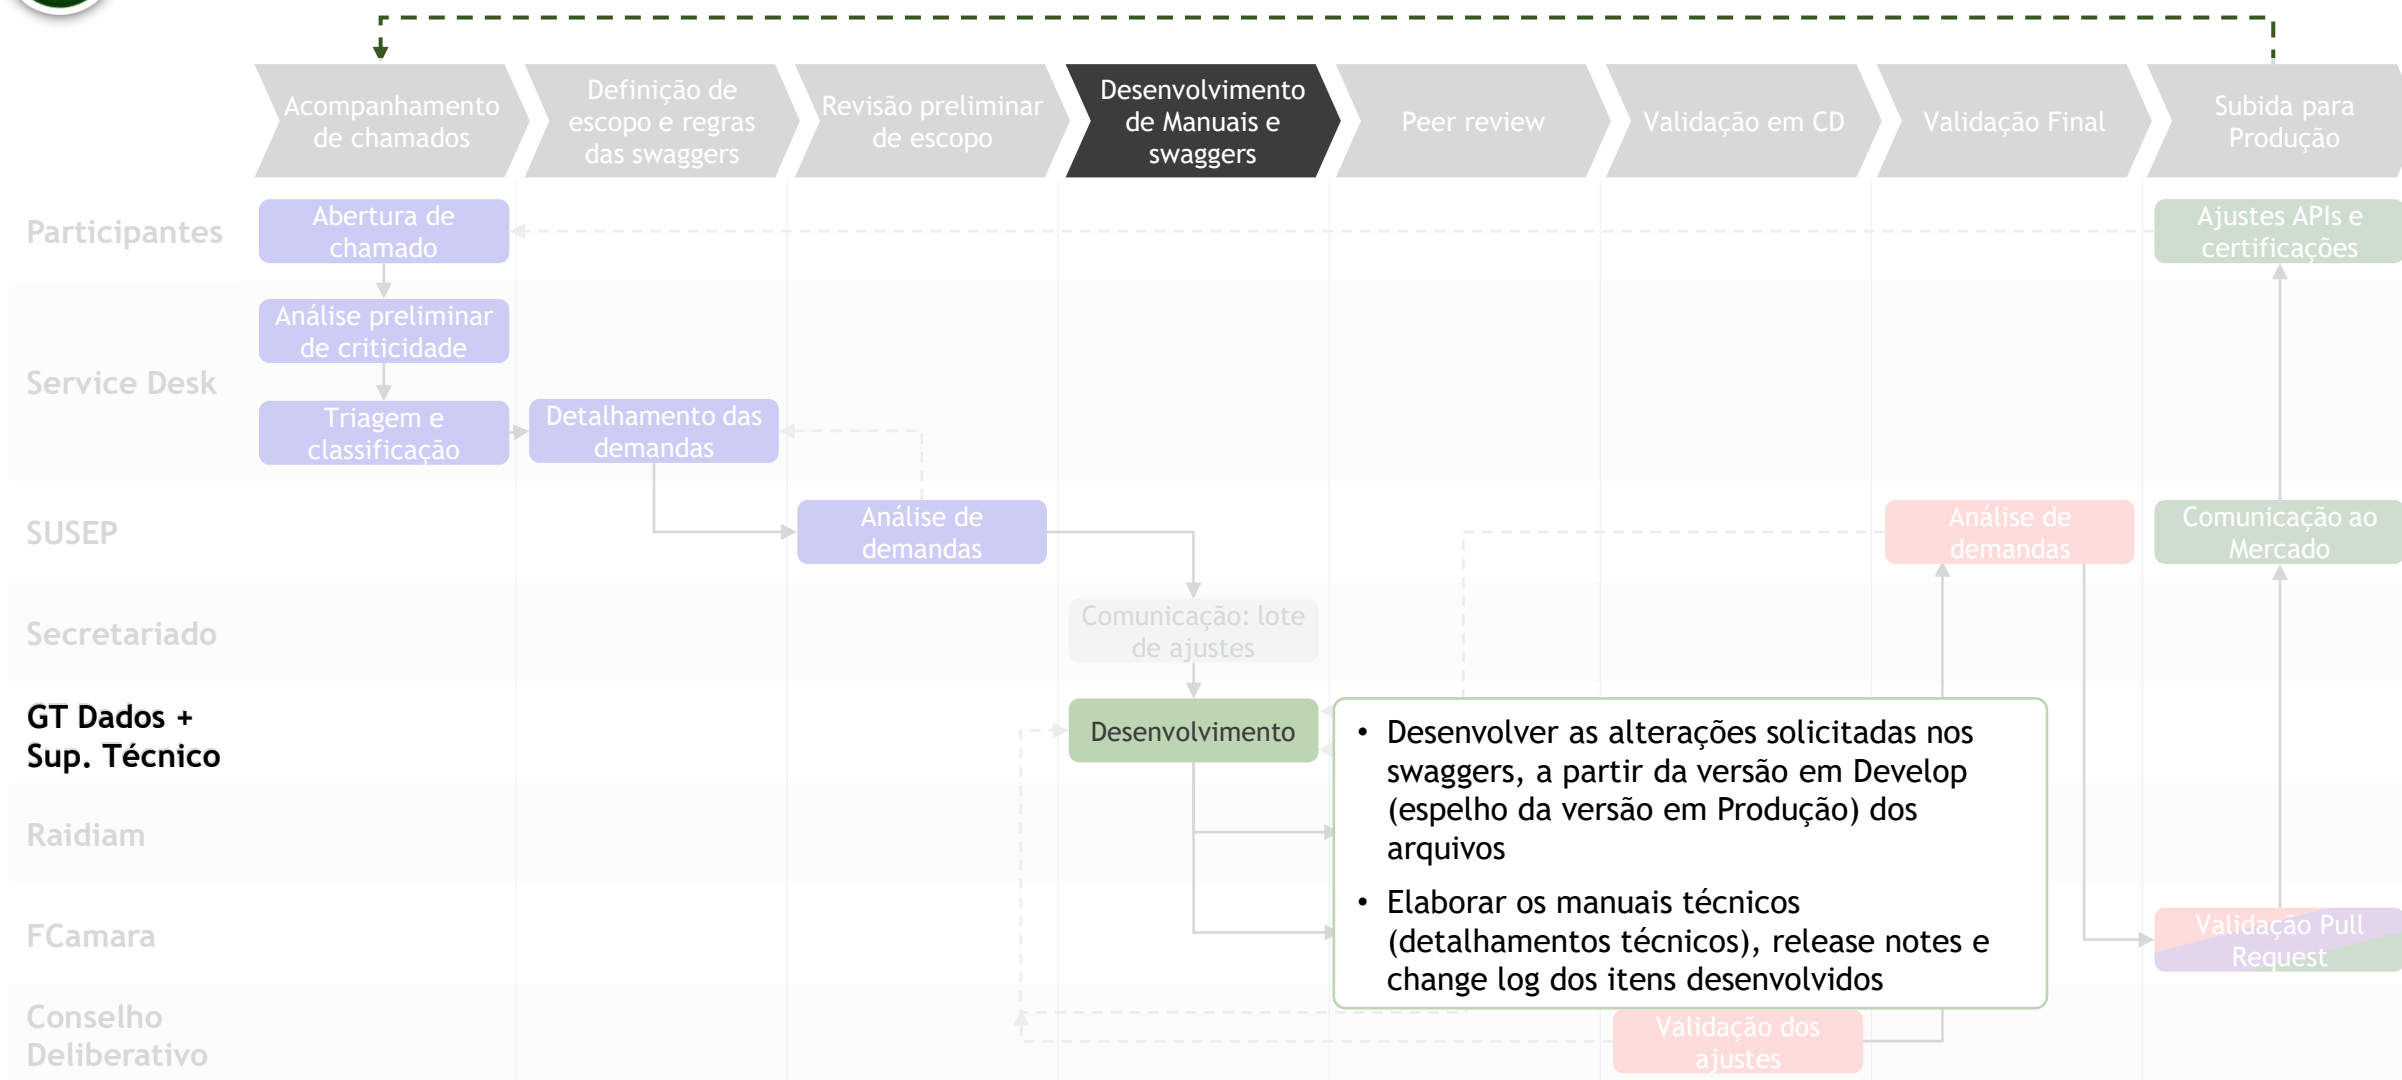 Acompanhamento
de chamados
Definição de
escopo e regras
das swaggers
Revisão preliminar
de escopo
Desenvolvimento
de Manuais e
swaggers
Peer review
Validação em CD
Validação Final
Subida para
Produção
Participantes
Abertura de
chamado
Ajustes APIs e
certificações
Service Desk
Análise preliminar
de criticidade
Triagem e
classificação
Detalhamento das
demandas
SUSEP
Análise de
demandas
Análise de
demandas
Comunicação ao
Mercado
Secretariado
Comunicação: lote
de ajustes
GT Dados +
Sup. Técnico
Desenvolvimento
• Desenvolver as alterações solicitadas nos
swaggers, a partir da versão em Develop
(espelho da versão em Produção) dos
arquivos
• Elaborar os manuais técnicos
(detalhamentos técnicos), release notes e
change log dos itens desenvolvidos
Raidiam
FCamara
Validação Pull
Request
Conselho
Deliberativo
Validação dos
ajustes